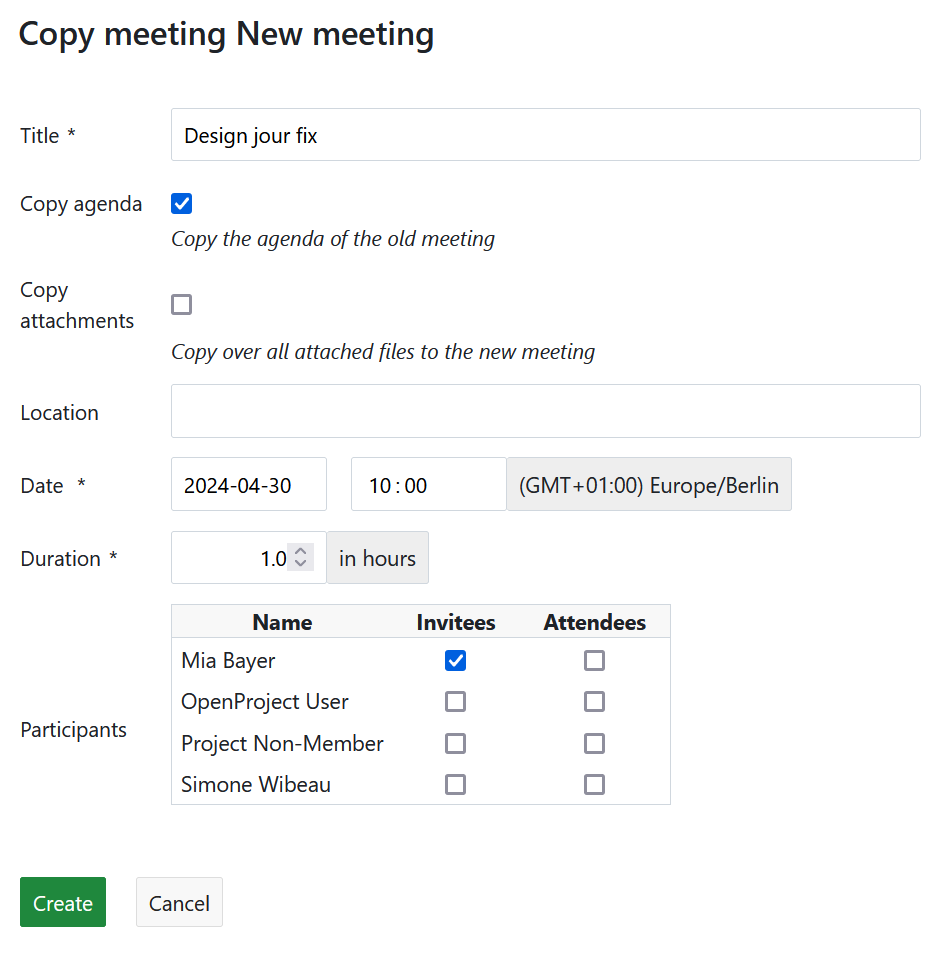 Copy meeting New meeting
Title * Design jour fix
Copy agenda
Copy the agenda of the old meeting
Copy
attachments
Copy over all attached files to the new meeting
Location
Date * 2024-04-30 10:00 (GMT+01:00) Europe/Berlin
Duration * 1.0 in hours
Participants
Name Invitees Attendees
Mia Bayer
OpenProject User
Project Non-Member
Simone Wibeau
Create Cancel